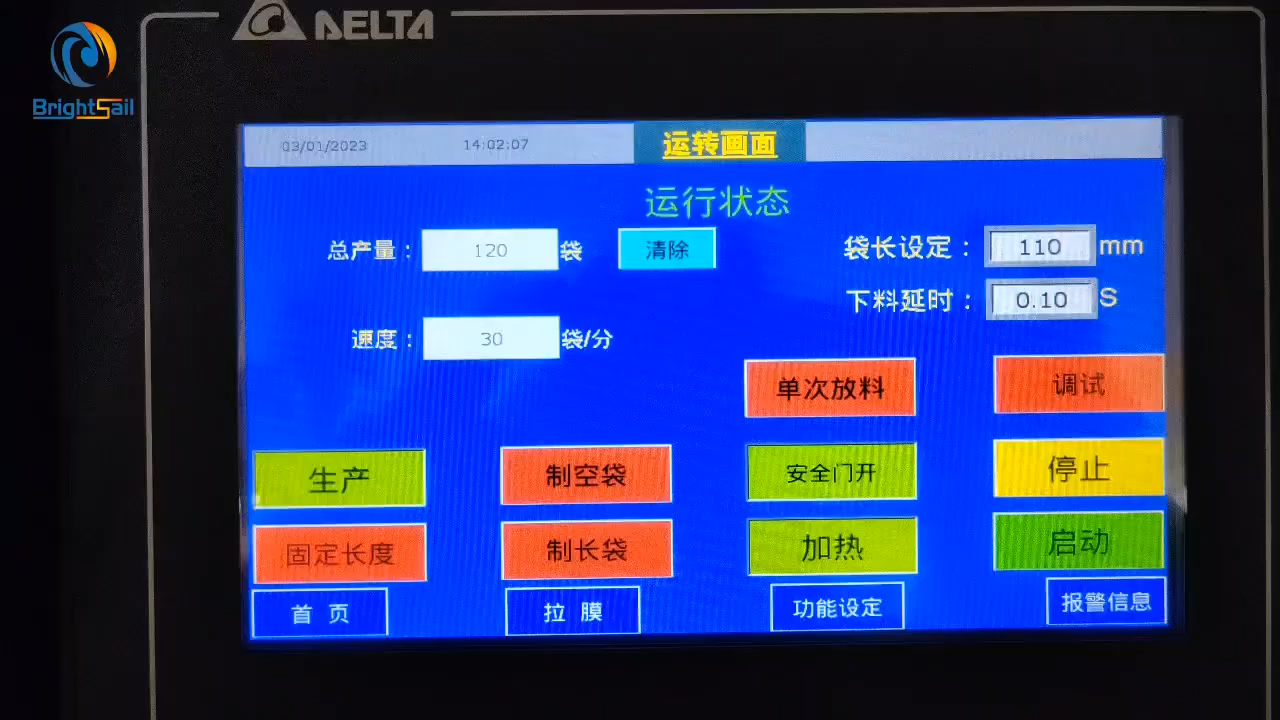 DELTA
BrightSail
03/01/2023 14:02:07 运转画面
运行状态
总产量： 120 袋 清除 袋长设定： 110 mm
下料延时： 0.10 S
速度： 30 袋/分
单次放料 调试
生产 制空袋 安全门开 停止
固定长度 制长袋 加热 启动
首 页 拉 膜 功能设定 报警信息